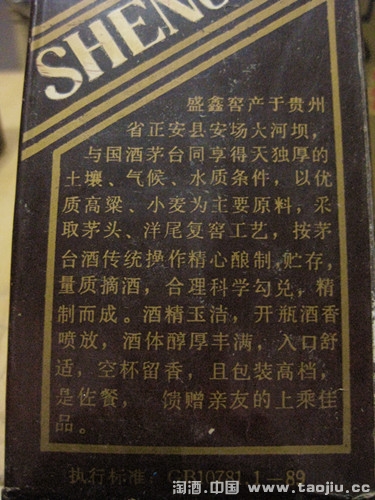 SHEN
盛鑫窖产于贵州
省正安县安场大河坝,
与国酒茅台同享得天独厚的
土壤、气候、水质条件，以优
质高粱、小麦为主要原料，采
取茅头、洋尾复窖工艺，按茅
台酒传统操作精心酿制,贮存,
量质摘酒，合理科学勾兑，精
制而成。酒精玉洁，开瓶酒香
喷放，酒体醇厚丰满，入口舒
适，空杯留香，且包装高档，
是佐餐， 馈赠亲友的上乘佳
品。
执行标准: GB10781.1—89
淘酒.中国 www.taojiu.cc